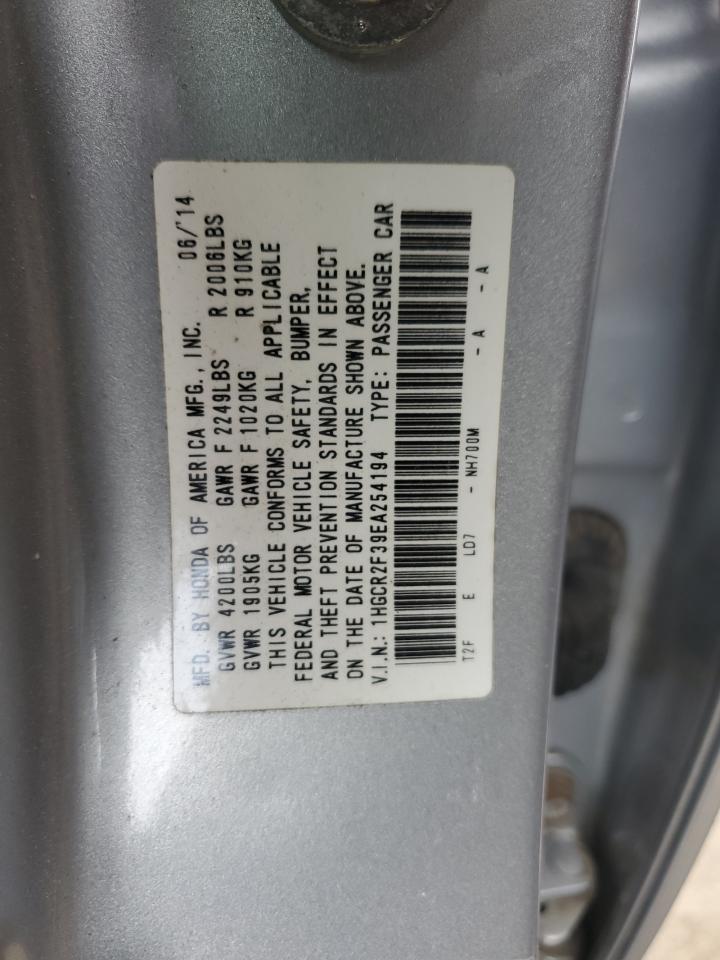 MFD. BY HONDA OF AMERICA MFG., INC. 06/'14
GVWR 4200LBS GAWR F 2249LBS R 2006LBS
GVWR 1905KG GAWR F 1020KG R 910KG
THIS VEHICLE CONFORMS TO ALL APPLICABLE
FEDERAL MOTOR VEHICLE SAFETY, BUMPER,
AND THEFT PREVENTION STANDARDS IN EFFECT
ON THE DATE OF MANUFACTURE SHOWN ABOVE.
V.I.N.: 1HGCR2F39EA254194 TYPE: PASSENGER CAR
T2F E LD7 - NH700M - A - A